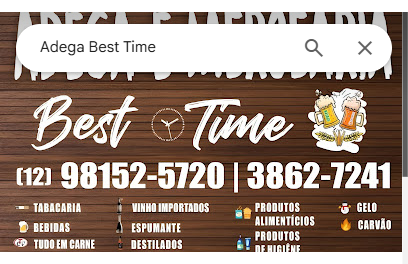 ADEGA E MERCEARIA
Adega Best Time
Best Time
(12) 98152-5720 | 3862-7241
TABACARIA
BEBIDAS
TUDO EM CARNE
VINHO IMPORTADOS
ESPUMANTE
DESTILADOS
PRODUTOS
ALIMENTÍCIOS
PRODUTOS
DE HIGIÊNE
GELO
CARVÃO